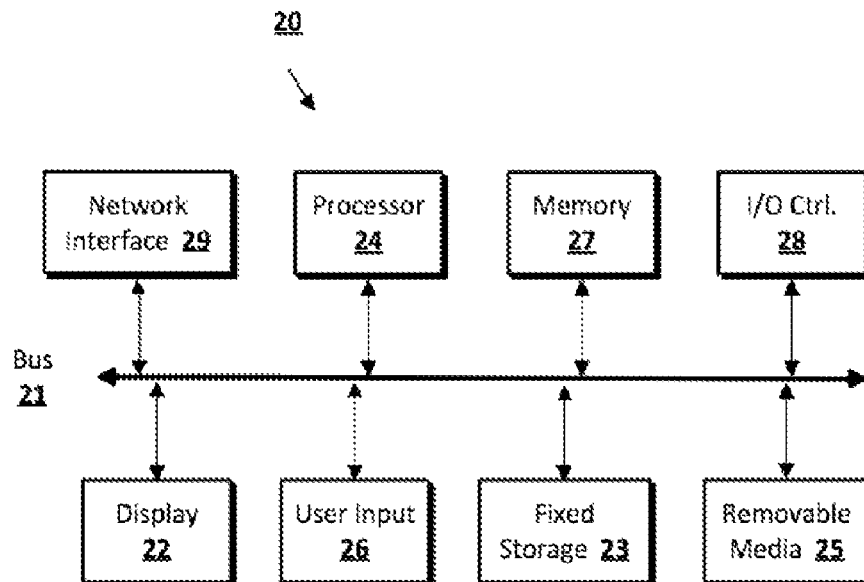 20
Network
Interface 29
Processor
24
Memory
27
I/O Ctrl.
28
Bus
21
Display
22
User Input
26
Fixed
Storage 23
Removable
Media 25